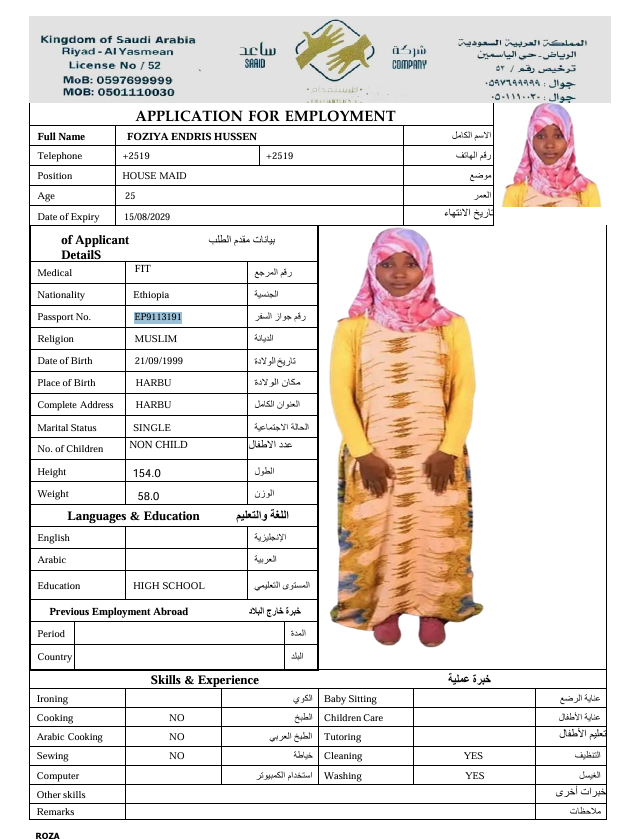 Kingdom of Saudi Arabia
Riyad - Al Yasmean
License No / 52
MoB: 0597699999
MOB: 0501110030
ساعد
SAAID
شركة
COMPANY
المملكة العربية السعودية
الرياض-حي الياسمين
ترخيص رقم / ٥٢
جوال : ٠٥٩٧٦٩٩٩٩٩
جوال : ٠٥٠١١١٠٠٣٠
APPLICATION FOR EMPLOYMENT
Full Name FOZIYA ENDRIS HUSSEN الاسم الكامل
Telephone +2519 +2519 رقم الهاتف
Position HOUSE MAID موضع
Age 25 العمر
Date of Expiry 15/08/2029 تاريخ الانتهاء
of Applicant بيانات مقدم الطلب
DetailS
Medical FIT رقم المرجع
Nationality Ethiopia الجنسية
Passport No. EP9113191 رقم جواز السفر
Religion MUSLIM الديانة
Date of Birth 21/09/1999 تاريخ الولادة
Place of Birth HARBU مكان الولادة
Complete Address HARBU العنوان الكامل
Marital Status SINGLE الحالة الاجتماعية
No. of Children NON CHILD عدد الاطفال
Height 154.0 الطول
Weight 58.0 الوزن
Languages & Education اللغة والتعليم
English الإنجليزية
Arabic العربية
Education HIGH SCHOOL المستوى التعليمي
Previous Employment Abroad خبرة خارج البلاد
Period المدة
Country البلد
Skills & Experience خبرة عملية
Ironing الكوي Baby Sitting عناية الرضع
Cooking NO الطبخ Children Care عناية الأطفال
Arabic Cooking NO الطبخ العربي Tutoring تعليم الأطفال
Sewing NO خياطة Cleaning YES التنظيف
Computer استخدام الكمبيوتر Washing YES الغيسل
Other skills خبرات أخرى
Remarks ملاحظات
ROZA